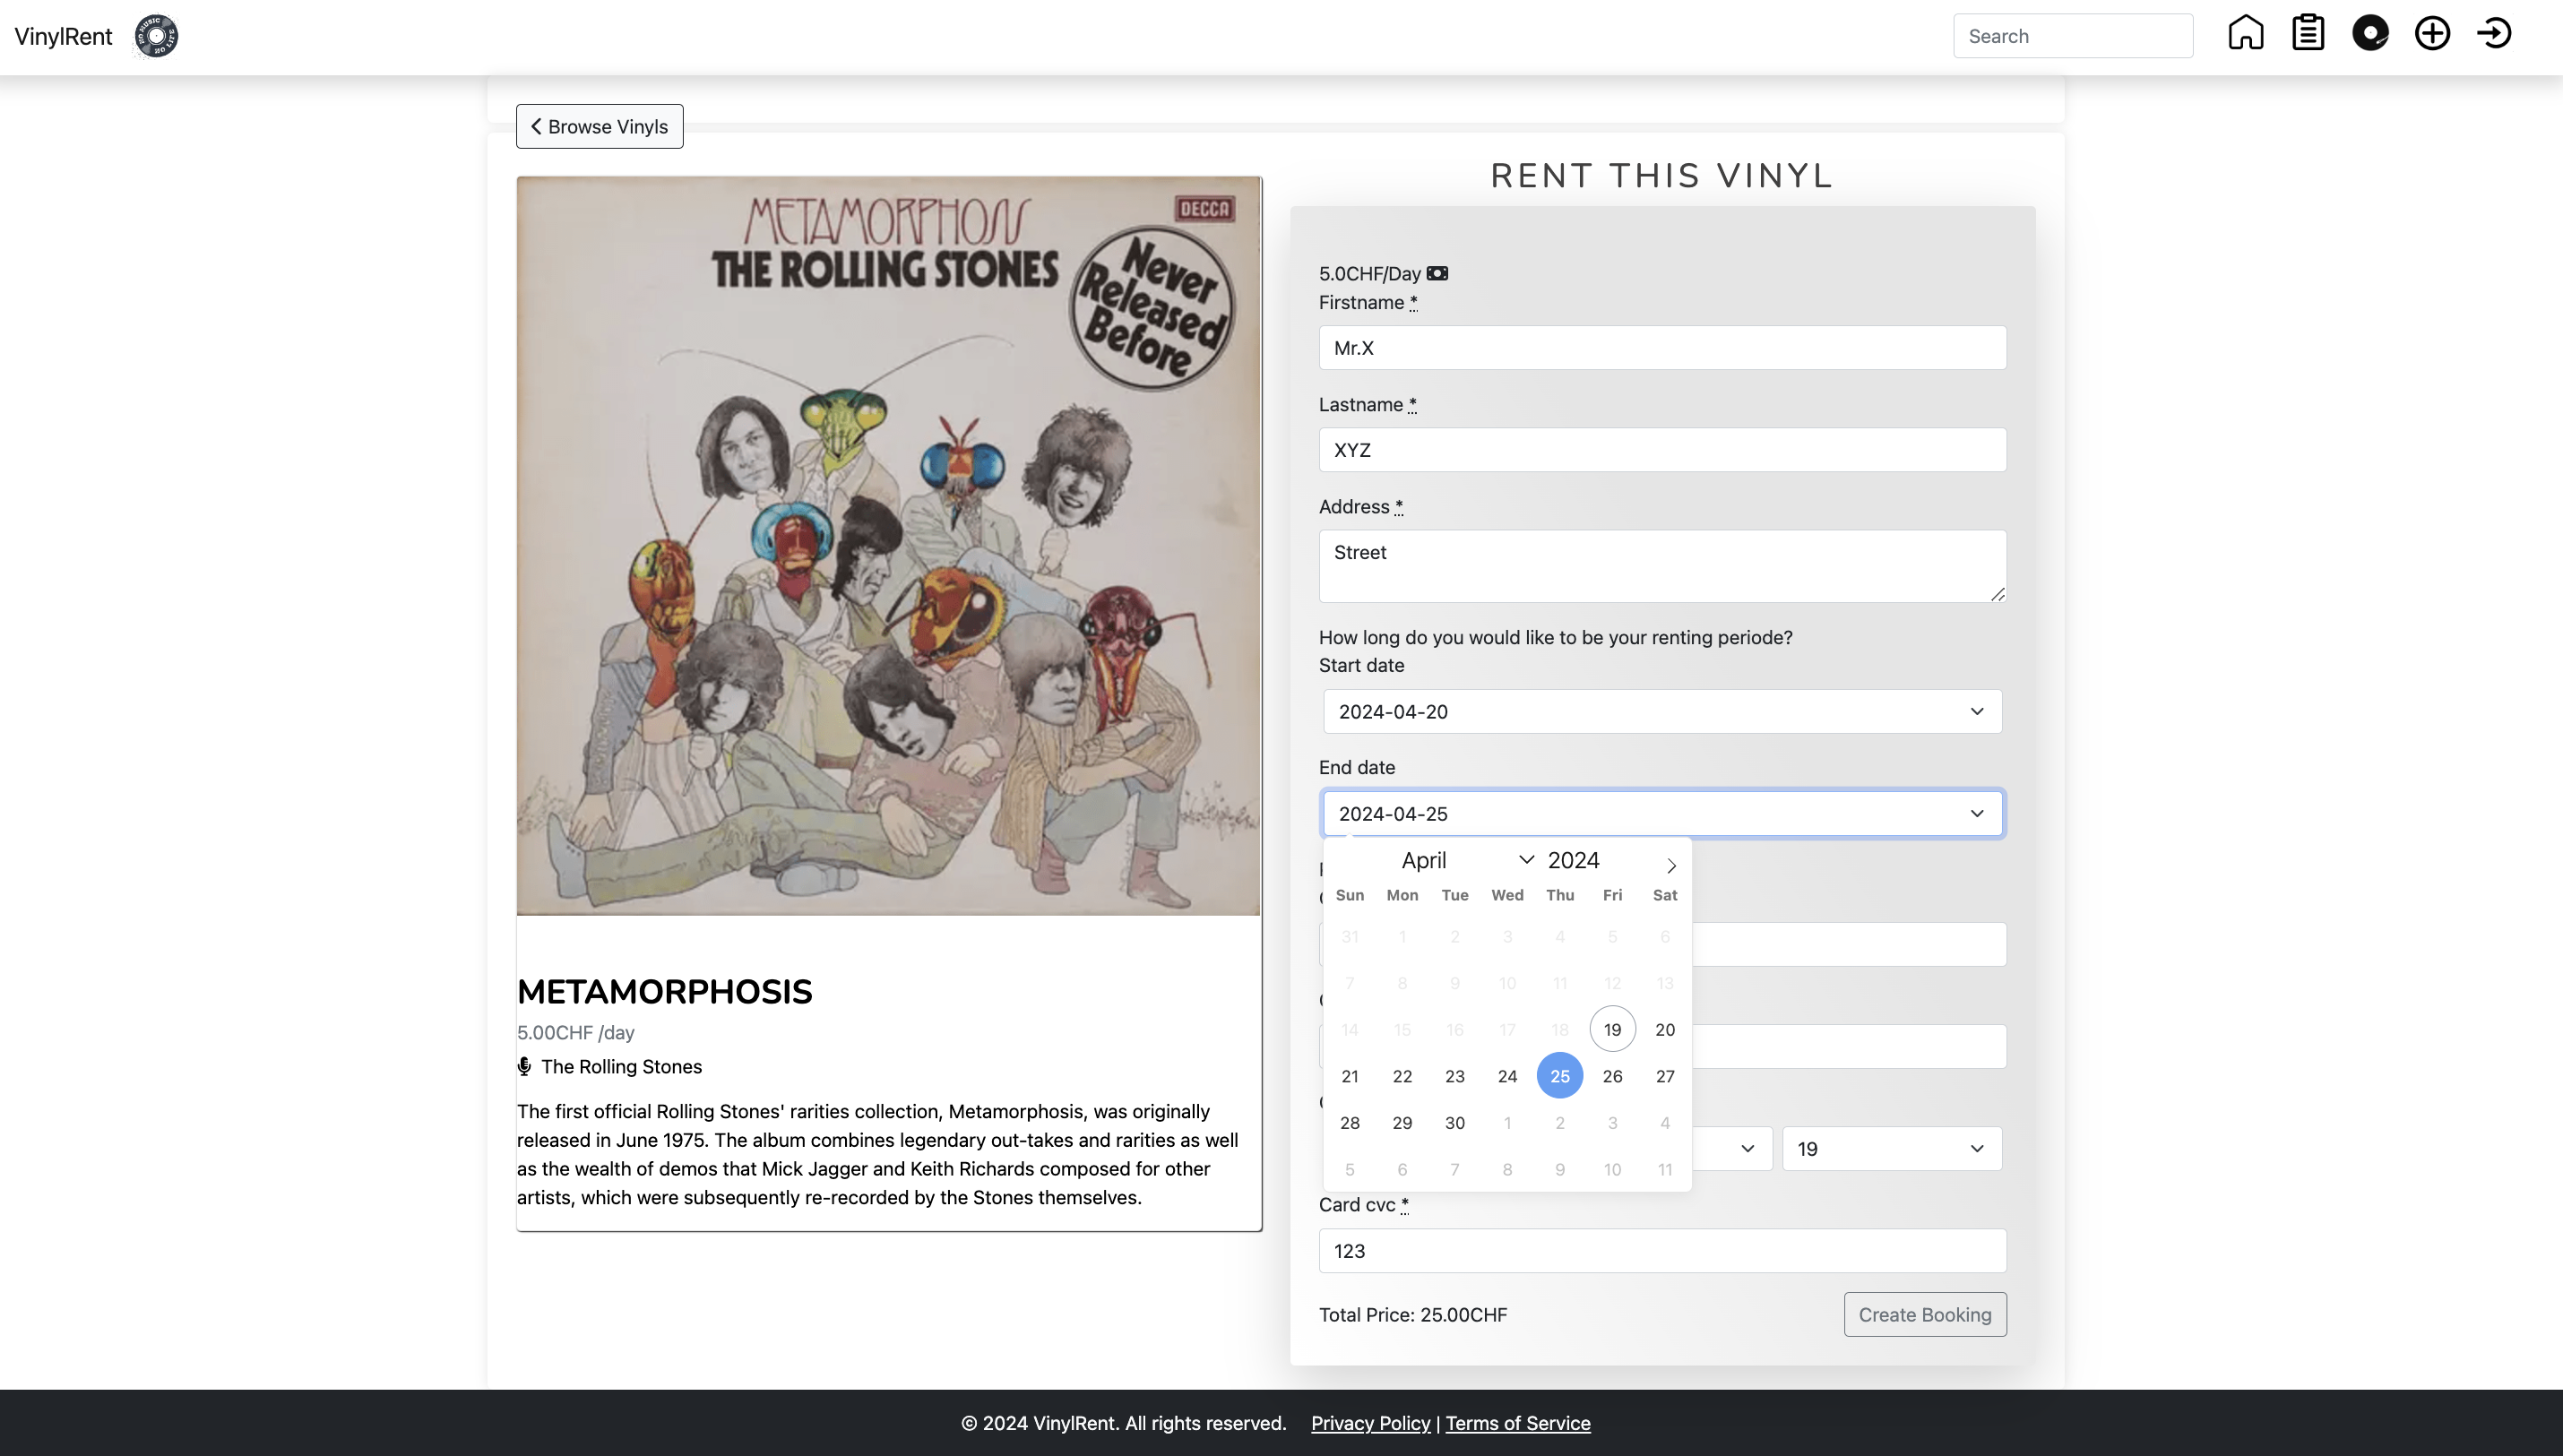 VinylRent
NO MUSIC NO LIFE
Search
Browse Vinyls
METAMORPHOSIS
DECCA
THE ROLLING STONES
Never
Released
Before
METAMORPHOSIS
5.00CHF /day
The Rolling Stones
The first official Rolling Stones' rarities collection, Metamorphosis, was originally
released in June 1975. The album combines legendary out-takes and rarities as well
as the wealth of demos that Mick Jagger and Keith Richards composed for other
artists, which were subsequently re-recorded by the Stones themselves.
RENT THIS VINYL
5.0CHF/Day
Firstname *
Mr.X
Lastname *
XYZ
Address *
Street
How long do you would like to be your renting periode?
Start date
2024-04-20
End date
2024-04-25
April 2024
Sun Mon Tue Wed Thu Fri Sat
31 1 2 3 4 5 6
7 8 9 10 11 12 13
14 15 16 17 18 19 20
21 22 23 24 25 26 27
28 29 30 1 2 3 4
5 6 7 8 9 10 11
19
Card cvc *
123
Total Price: 25.00CHF
Create Booking
© 2024 VinylRent. All rights reserved. Privacy Policy | Terms of Service